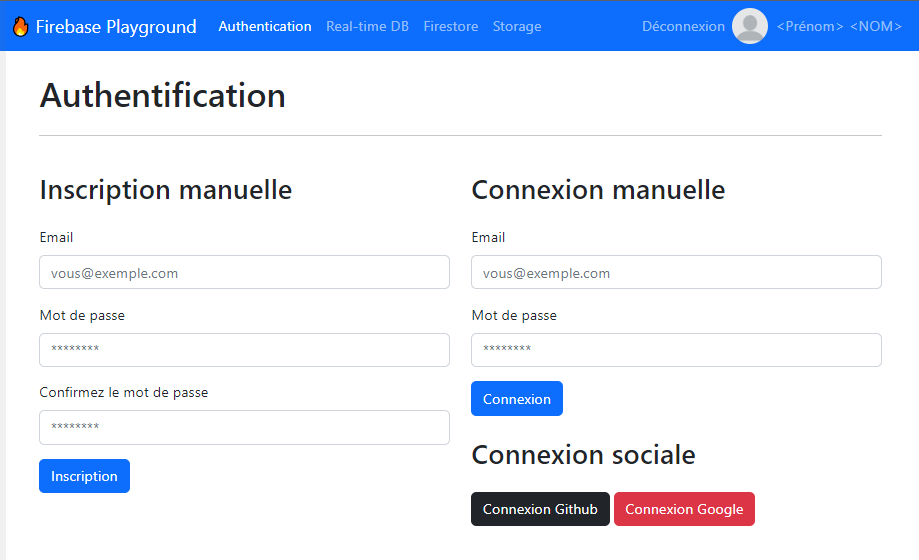 🔥 Firebase Playground Authentication Real-time DB Firestore Storage Déconnexion <Prénom> <NOM>
Authentification
Inscription manuelle
Email
vous@exemple.com
Mot de passe
********
Confirmez le mot de passe
********
Inscription
Connexion manuelle
Email
vous@exemple.com
Mot de passe
********
Connexion
Connexion sociale
Connexion Github Connexion Google